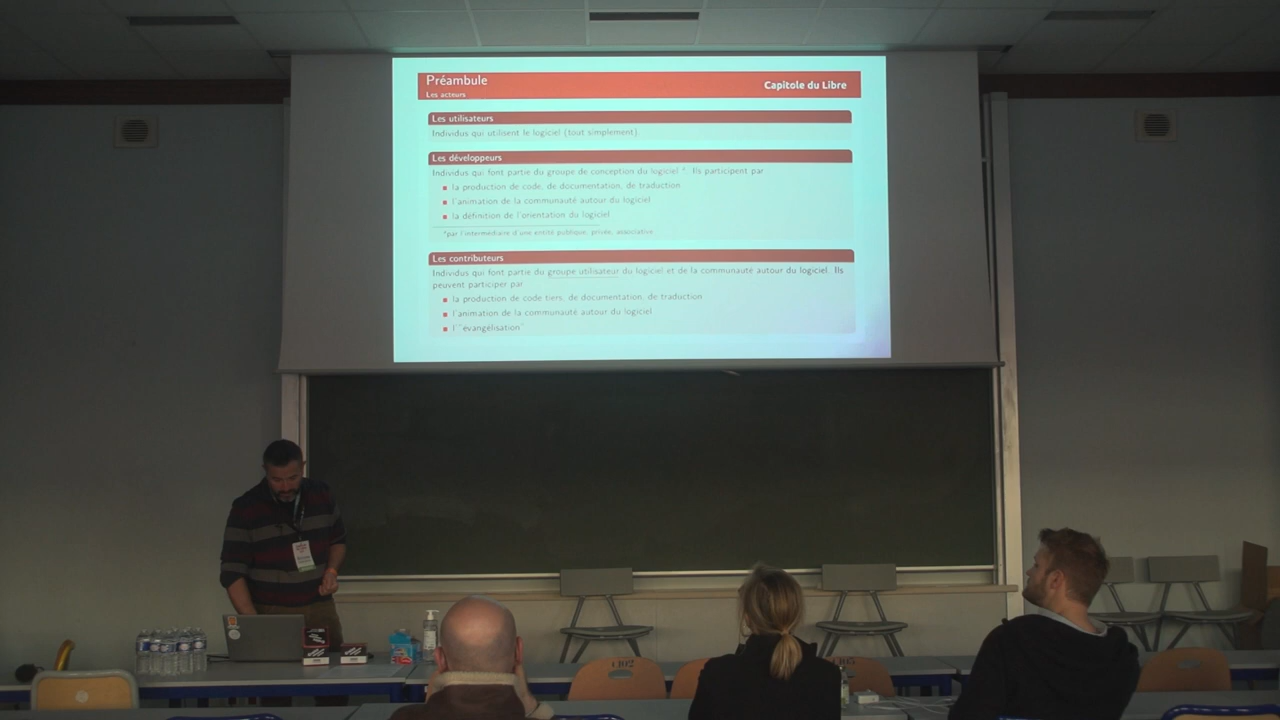 Préambule
Les acteurs
Capitole du Libre
Les utilisateurs
Individus qui utilisent le logiciel (tout simplement).
Les développeurs
Individus qui font partie du groupe de conception du logiciel *. Ils participent par
la production de code, de documentation, de traduction
l'animation de la communauté autour du logiciel
la définition de l'orientation du logiciel
*par l'intermédiaire d'une entité publique, privée, associative
Les contributeurs
Individus qui font partie du groupe utilisateur du logiciel et de la communauté autour du logiciel. Ils
peuvent participer par
la production de code tiers, de documentation, de traduction
l'animation de la communauté autour du logiciel
l'"évangélisation"